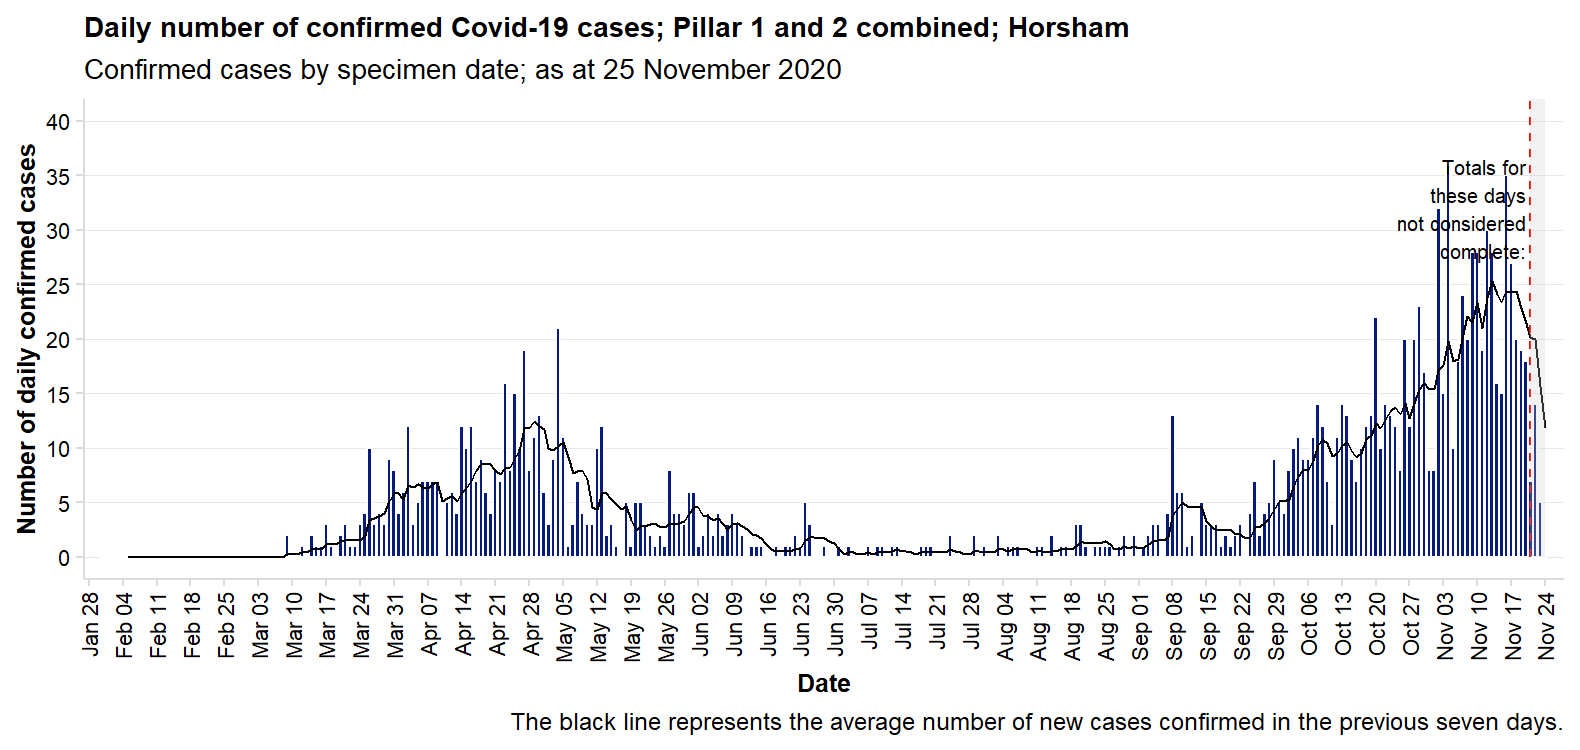 Daily number of confirmed Covid-19 cases; Pillar 1 and 2 combined; Horsham
Confirmed cases by specimen date; as at 25 November 2020
Number of daily confirmed cases
40
35
30
25
20
15
10
5
0
Totals for
these days
not considered
complete:
Jan 28
Feb 04
Feb 11
Feb 18
Feb 25
Mar 03
Mar 10
Mar 17
Mar 24
Mar 31
Apr 07
Apr 14
Apr 21
Apr 28
May 05
May 12
May 19
May 26
Jun 02
Jun 09
Jun 16
Jun 23
Jun 30
Jul 07
Jul 14
Jul 21
Jul 28
Aug 04
Aug 11
Aug 18
Aug 25
Sep 01
Sep 08
Sep 15
Sep 22
Sep 29
Oct 06
Oct 13
Oct 20
Oct 27
Nov 03
Nov 10
Nov 17
Nov 24
Date
The black line represents the average number of new cases confirmed in the previous seven days.